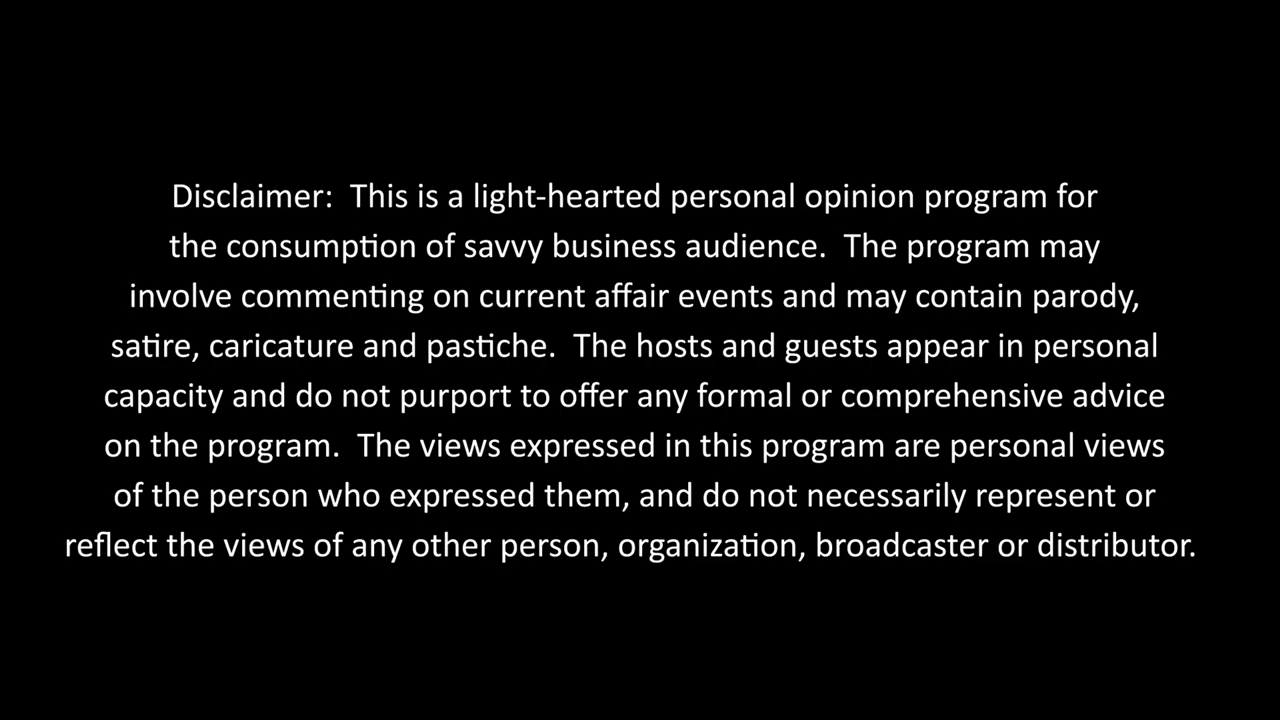 Disclaimer:  This is a light-hearted personal opinion program for
the consumption of savvy business audience.  The program may
involve commenting on current affair events and may contain parody,
satire, caricature and pastiche.  The hosts and guests appear in personal
capacity and do not purport to offer any formal or comprehensive advice
on the program.  The views expressed in this program are personal views
of the person who expressed them, and do not necessarily represent or
reflect the views of any other person, organization, broadcaster or distributor.